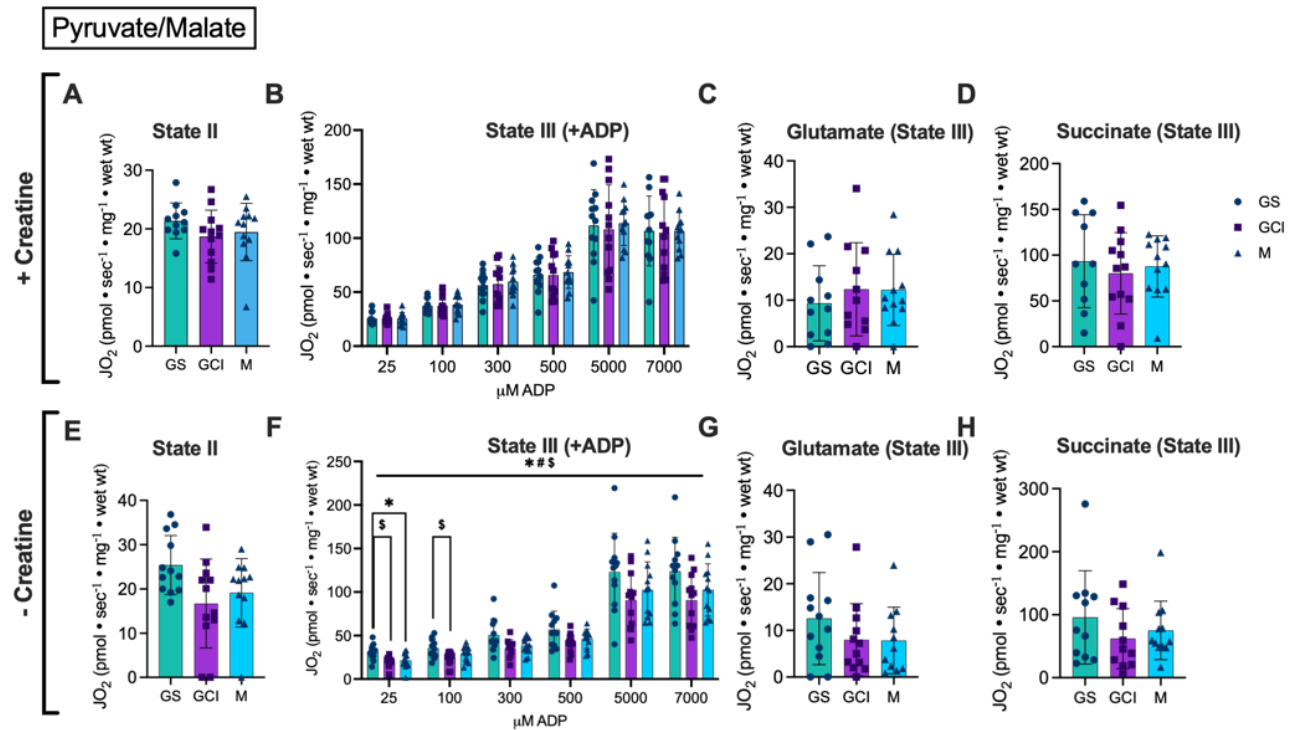 Pyruvate/Malate
+ Creatine
A
State II
JO2 (pmol • sec-1 • mg-1 • wet wt)
30
20
10
0
GS GCI M
B
State III (+ADP)
JO2 (pmol • sec-1 • mg-1 • wet wt)
200
150
100
50
0
25 100 300 500 5000 7000
μM ADP
C
Glutamate (State III)
JO2 (pmol • sec-1 • mg-1 • wet wt)
40
30
20
10
0
GS GCI M
D
Succinate (State III)
JO2 (pmol • sec-1 • mg-1 • wet wt)
200
150
100
50
0
GS GCI M
GS
GCI
M
- Creatine
E
State II
JO2 (pmol • sec-1 • mg-1 • wet wt)
40
30
20
10
0
GS GCI M
F
State III (+ADP)
* # $
*
$
$
JO2 (pmol • sec-1 • mg-1 • wet wt)
250
200
150
100
50
0
25 100 300 500 5000 7000
μM ADP
G
Glutamate (State III)
JO2 (pmol • sec-1 • mg-1 • wet wt)
40
30
20
10
0
GS GCI M
H
Succinate (State III)
JO2 (pmol • sec-1 • mg-1 • wet wt)
300
200
100
0
GS GCI M